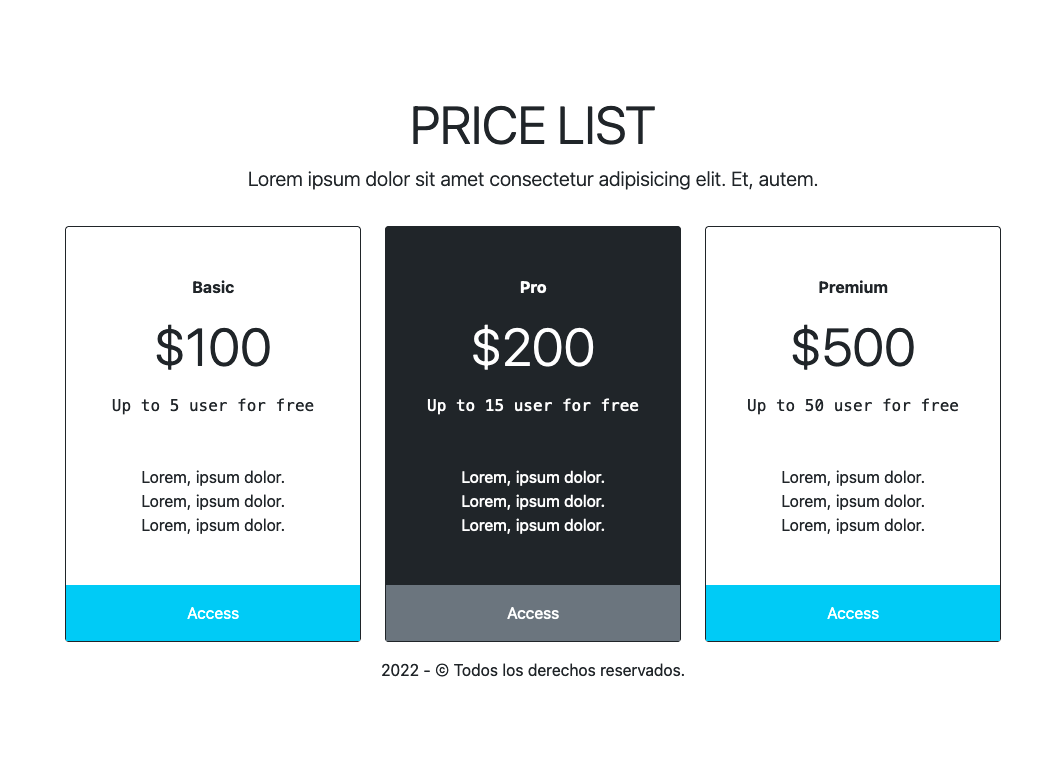 PRICE LIST
Lorem ipsum dolor sit amet consectetur adipisicing elit. Et, autem.
Basic
$100
Up to 5 user for free
Lorem, ipsum dolor.
Lorem, ipsum dolor.
Lorem, ipsum dolor.
Access
Pro
$200
Up to 15 user for free
Lorem, ipsum dolor.
Lorem, ipsum dolor.
Lorem, ipsum dolor.
Access
Premium
$500
Up to 50 user for free
Lorem, ipsum dolor.
Lorem, ipsum dolor.
Lorem, ipsum dolor.
Access
2022 - © Todos los derechos reservados.